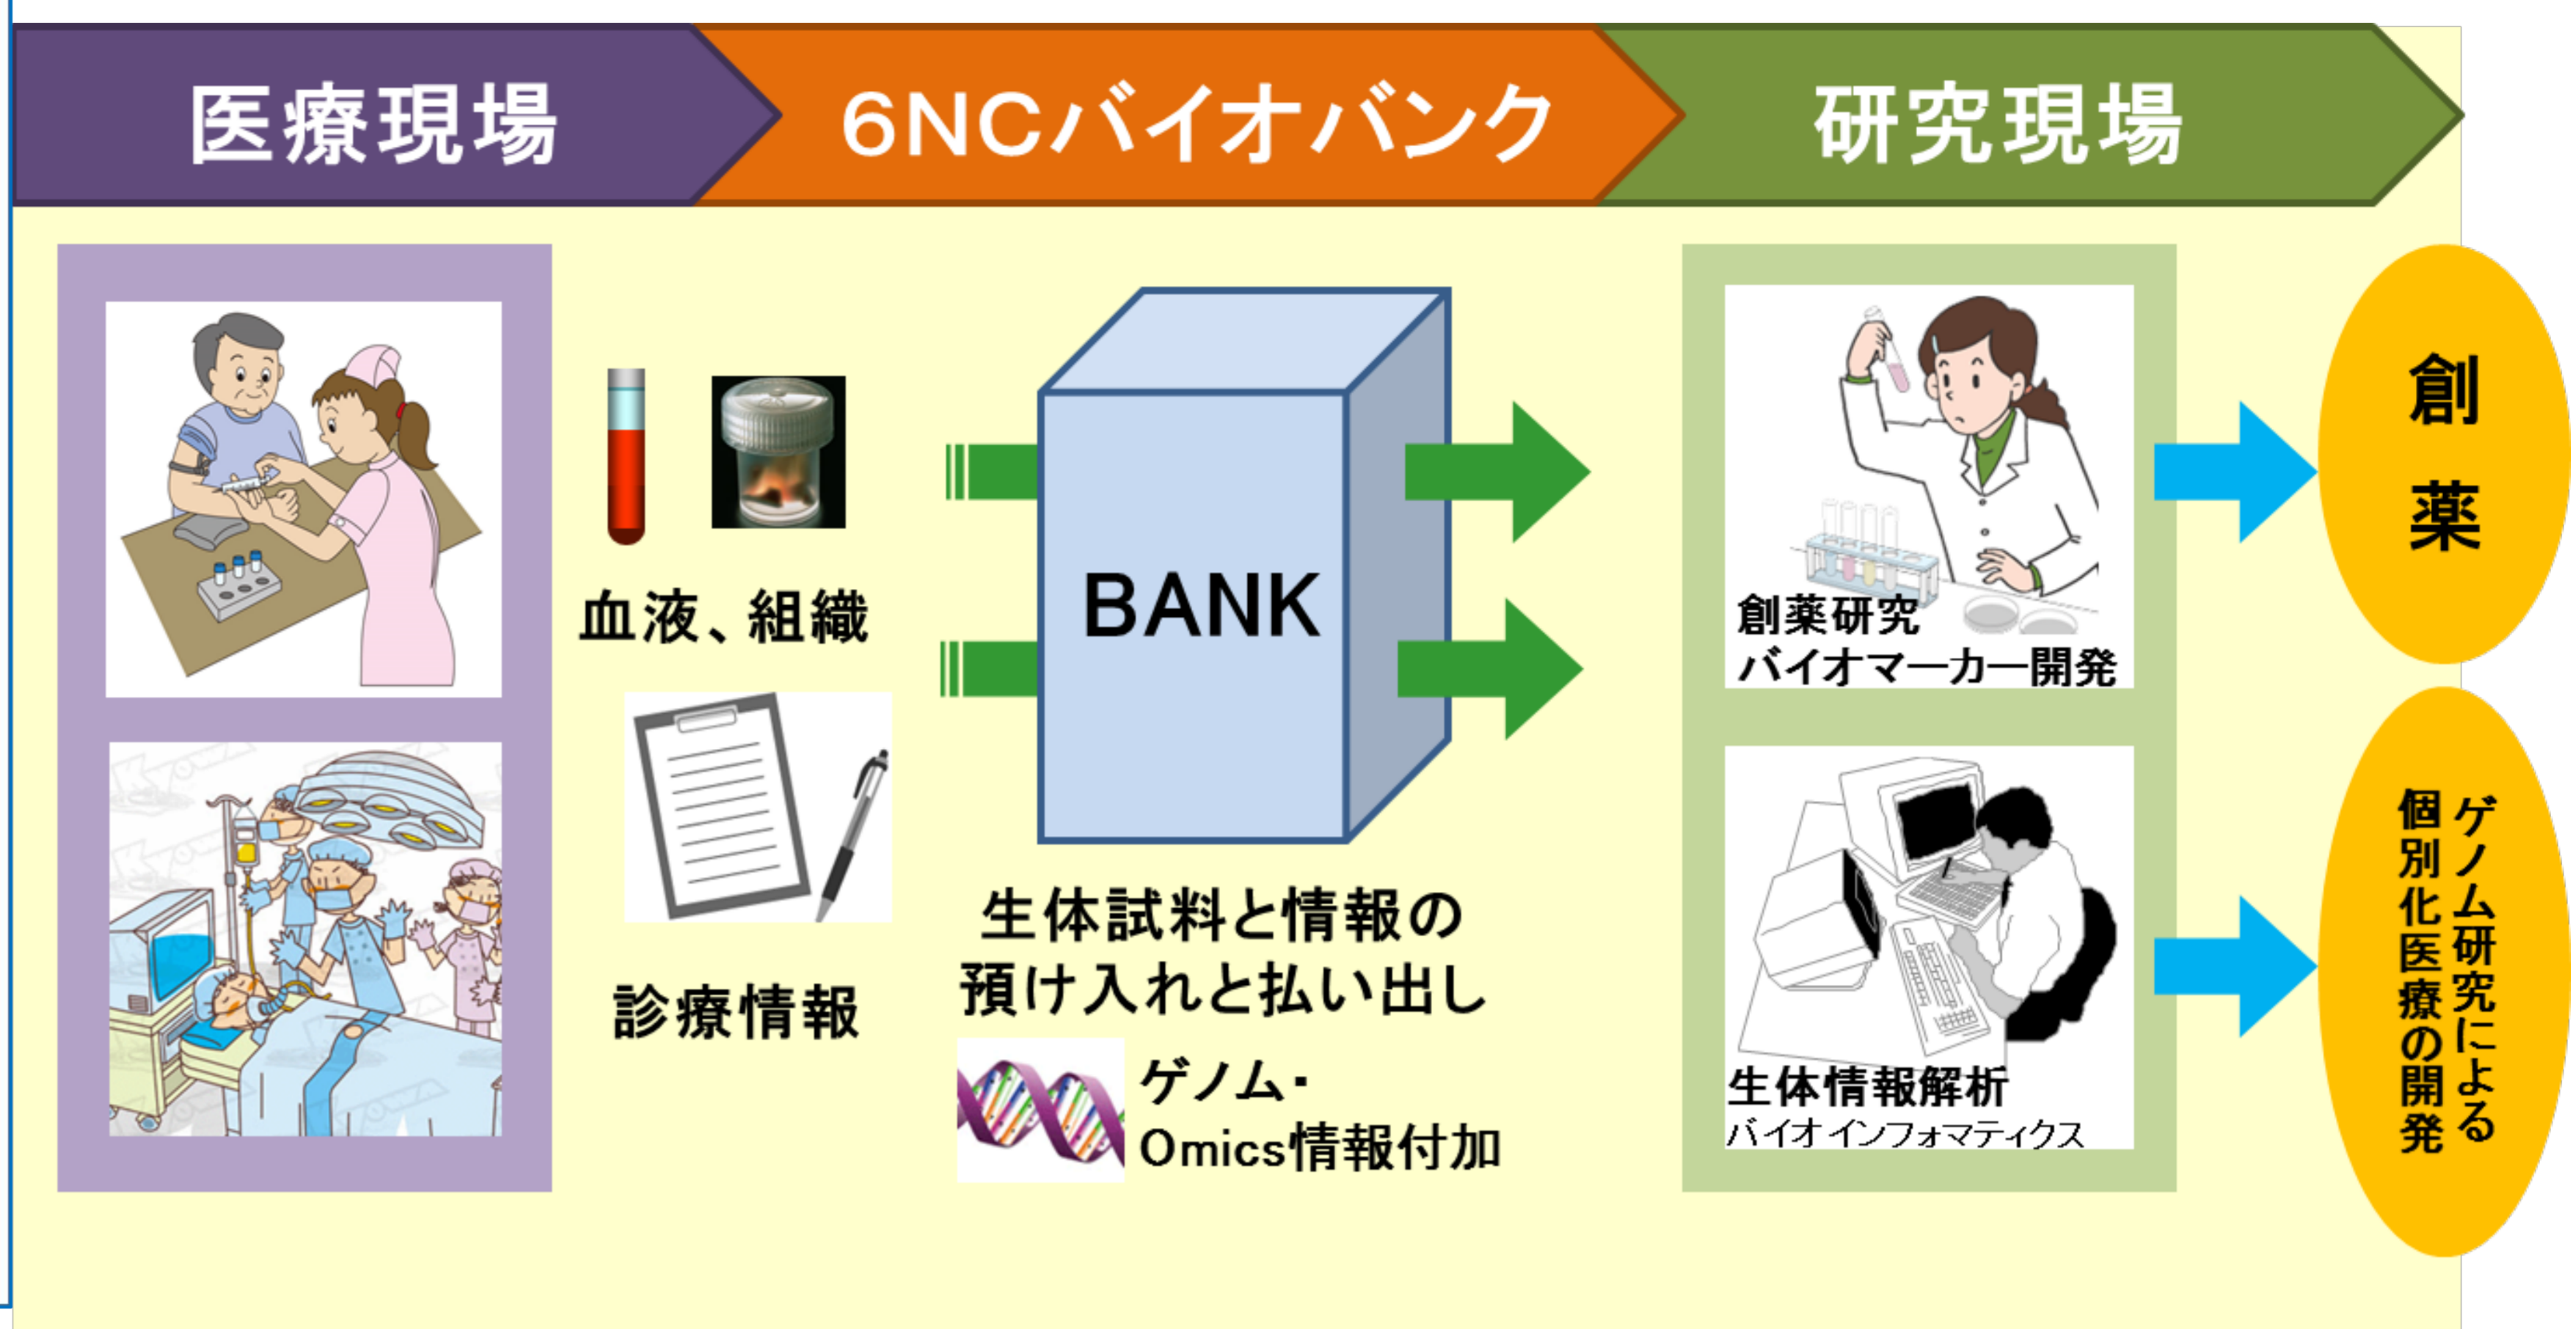 医療現場
6NCバイオバンク
研究現場
血液、組織
診療情報
BANK
生体試料と情報の
預け入れと払い出し
ゲノム・
Omics情報付加
創薬研究
バイオマーカー開発
生体情報解析
バイオインフォマティクス
創薬
ゲノム研究による
個別化医療の開発